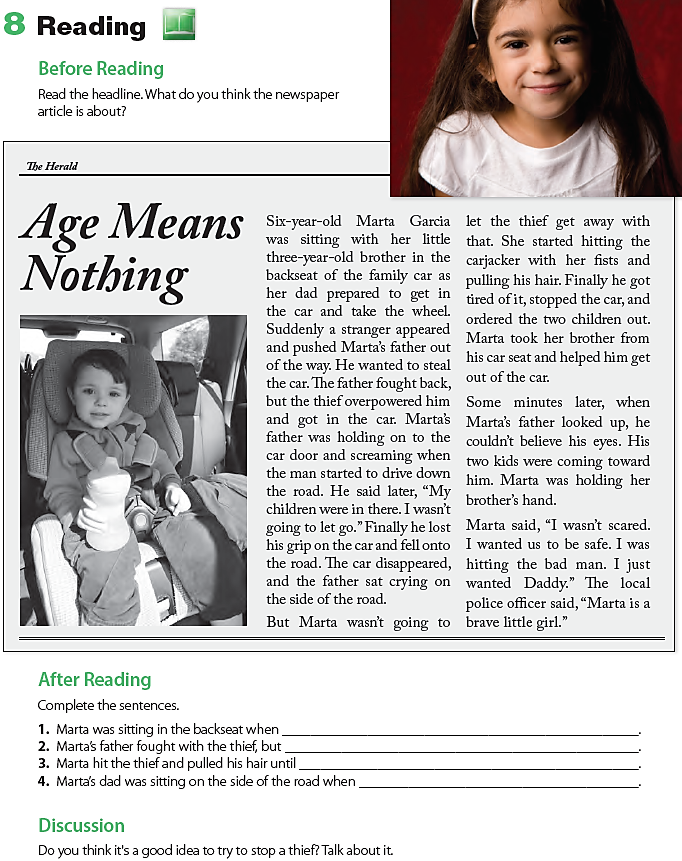 8 Reading
Before Reading
Read the headline. What do you think the newspaper
article is about?
The Herald
Age Means
Nothing
Six-year-old Marta Garcia
was sitting with her little
three-year-old brother in the
backseat of the family car as
her dad prepared to get in
the car and take the wheel.
Suddenly a stranger appeared
and pushed Marta's father out
of the way. He wanted to steal
the car. The father fought back,
but the thief overpowered him
and got in the car. Marta's
father was holding on to the
car door and screaming when
the man started to drive down
the road. He said later, "My
children were in there. I wasn't
going to let go." Finally he lost
his grip on the car and fell onto
the road. The car disappeared,
and the father sat crying on
the side of the road.
But Marta wasn't going to
let the thief get away with
that. She started hitting the
carjacker with her fists and
pulling his hair. Finally he got
tired of it, stopped the car, and
ordered the two children out.
Marta took her brother from
his car seat and helped him get
out of the car.
Some minutes later, when
Marta's father looked up, he
couldn't believe his eyes. His
two kids were coming toward
him. Marta was holding her
brother's hand.
Marta said, "I wasn't scared.
I wanted us to be safe. I was
hitting the bad man. I just
wanted Daddy." The local
police officer said, "Marta is a
brave little girl."
After Reading
Complete the sentences.
1. Marta was sitting in the backseat when ______.
2. Marta's father fought with the thief, but ______.
3. Marta hit the thief and pulled his hair until ______.
4. Marta's dad was sitting on the side of the road when ______.
Discussion
Do you think it's a good idea to try to stop a thief? Talk about it.